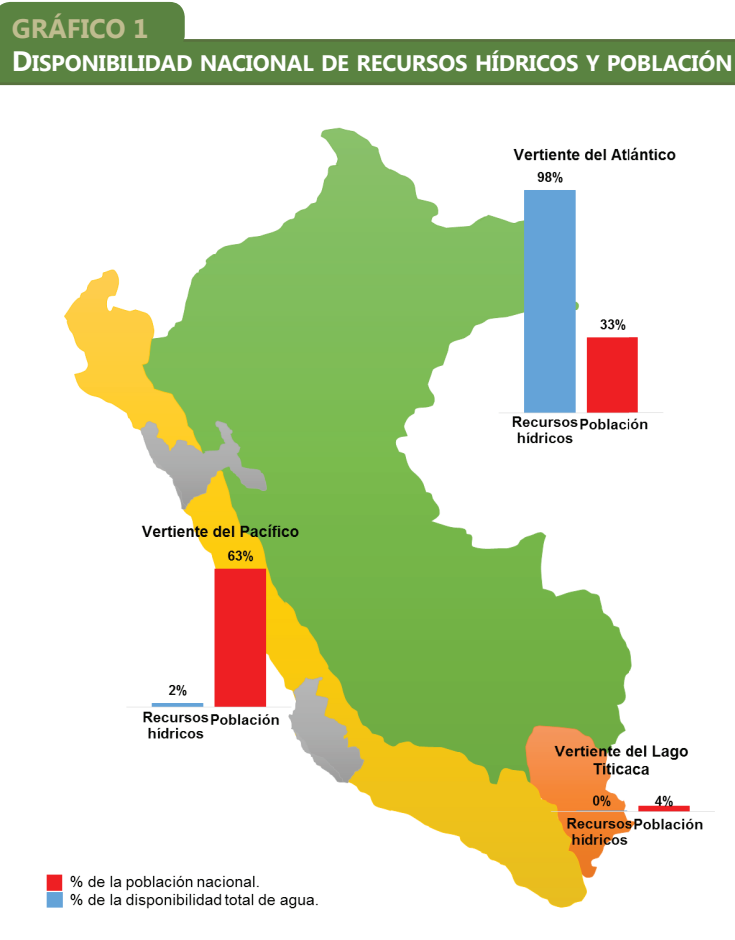 GRÁFICO 1
DISPONIBILIDAD NACIONAL DE RECURSOS HÍDRICOS Y POBLACIÓN
Vertiente del Atlántico
98%
33%
Recursos Población
hídricos
Vertiente del Pacífico
63%
2%
Recursos Población
hídricos
Vertiente del Lago
Titicaca
0% 4%
Recursos Población
hídricos
% de la población nacional.
% de la disponibilidad total de agua.